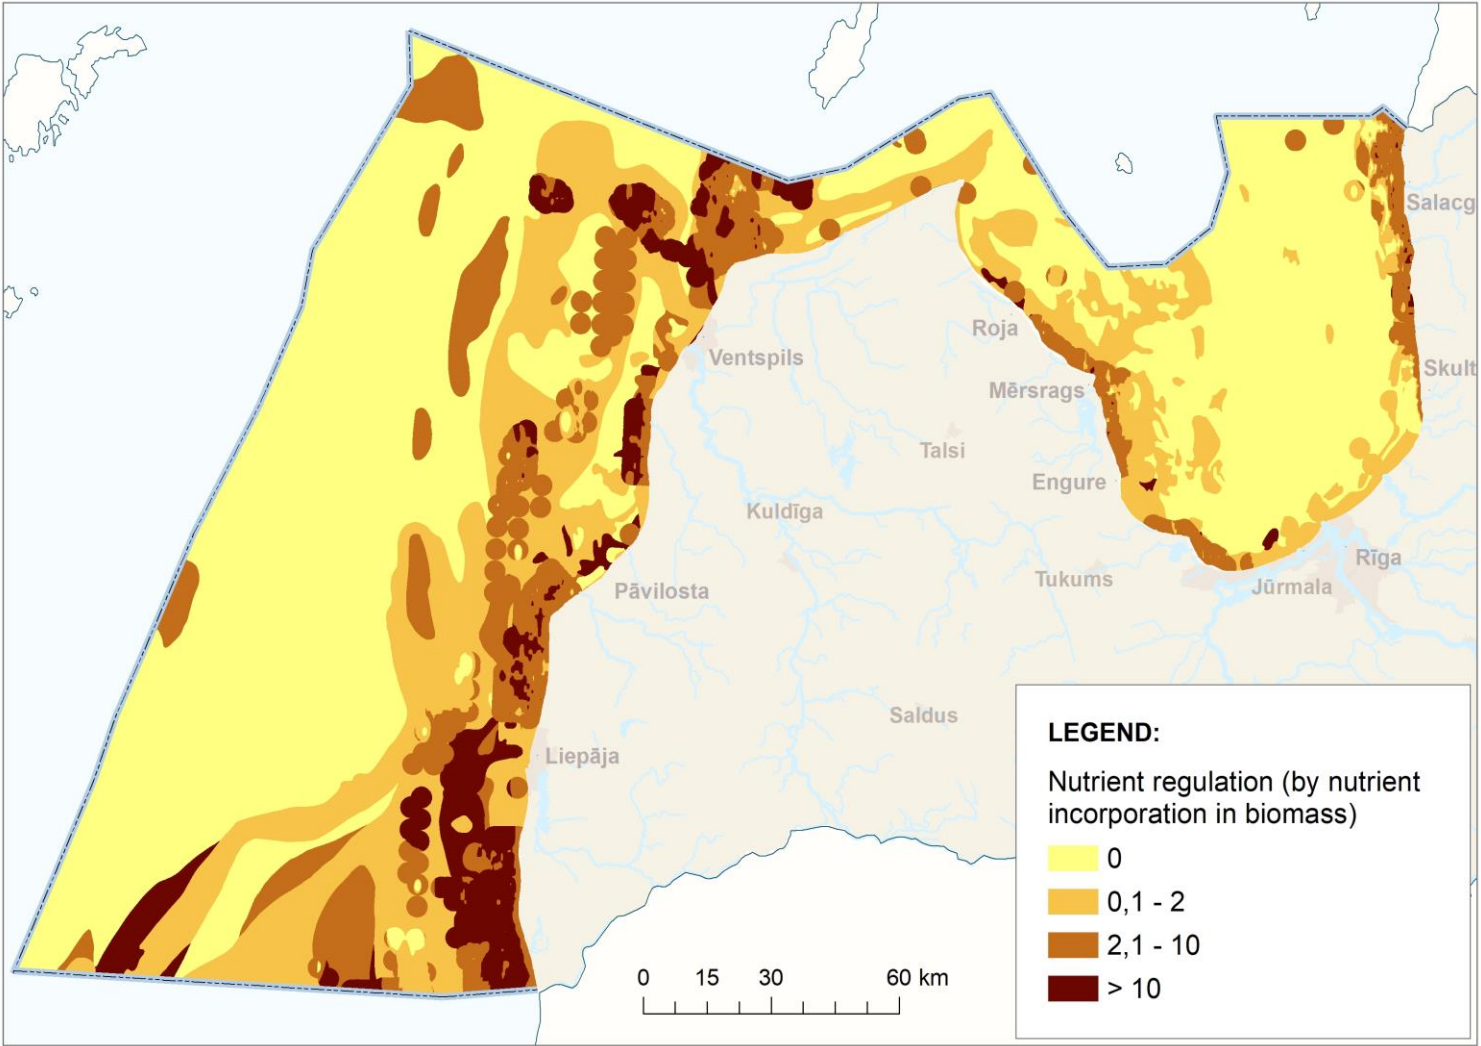 Salacg
Roja
Ventspils
Skult
Mērsrags
Talsi
Engure
Kuldīga
Rīga
Tukums
Jūrmala
Pāvilosta
Saldus
Liepāja
LEGEND:
Nutrient regulation (by nutrient
incorporation in biomass)
0
0,1 - 2
2,1 - 10
> 10
0 15 30 60 km